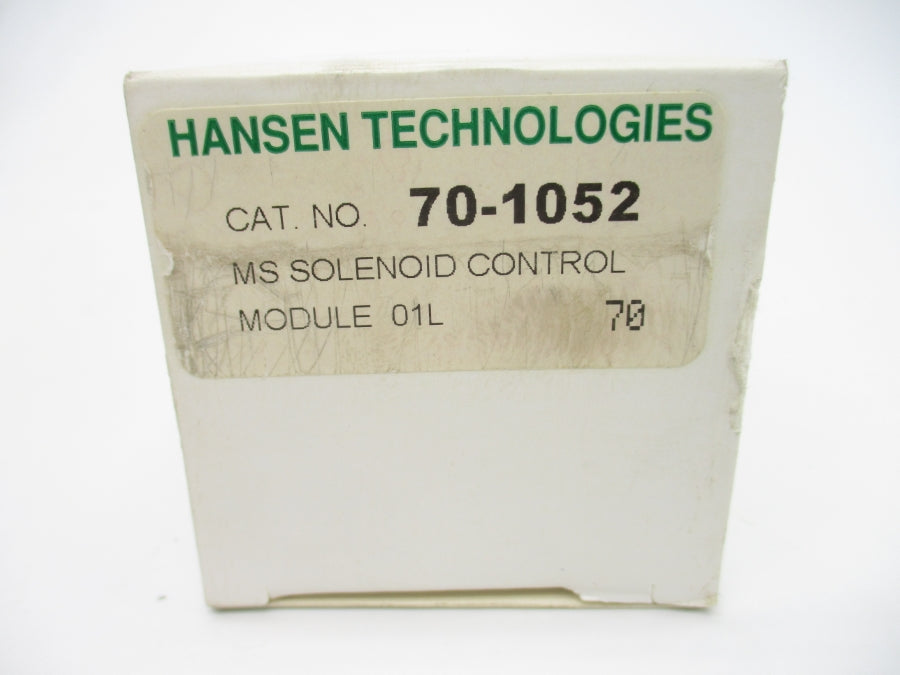 HANSEN TECHNOLOGIES
CAT. NO. 70-1052
MS SOLENOID CONTROL
MODULE 01L 70